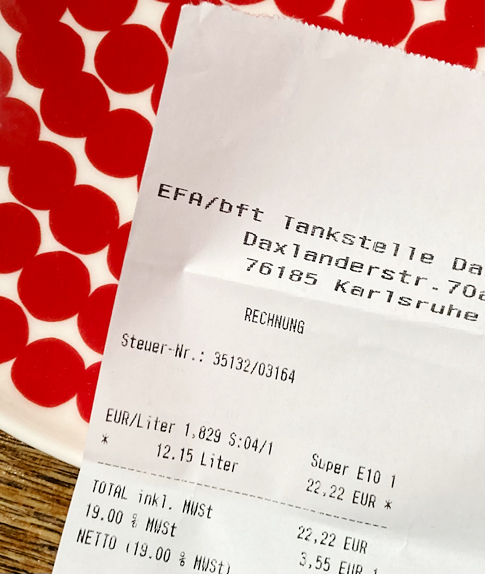 EFA/bft Tankstelle Da
Daxlanderstr.70a
76185 Karlsruhe
RECHNUNG
Steuer-Nr.: 35132/03164
EUR/Liter 1,829 S:04/1 Super E10 1
* 12.15 Liter 22,22 EUR *
TOTAL inkl. MWSt 22,22 EUR
19.00 % MWSt 3,55 EUR 1
NETTO (19.00 % MWSt)